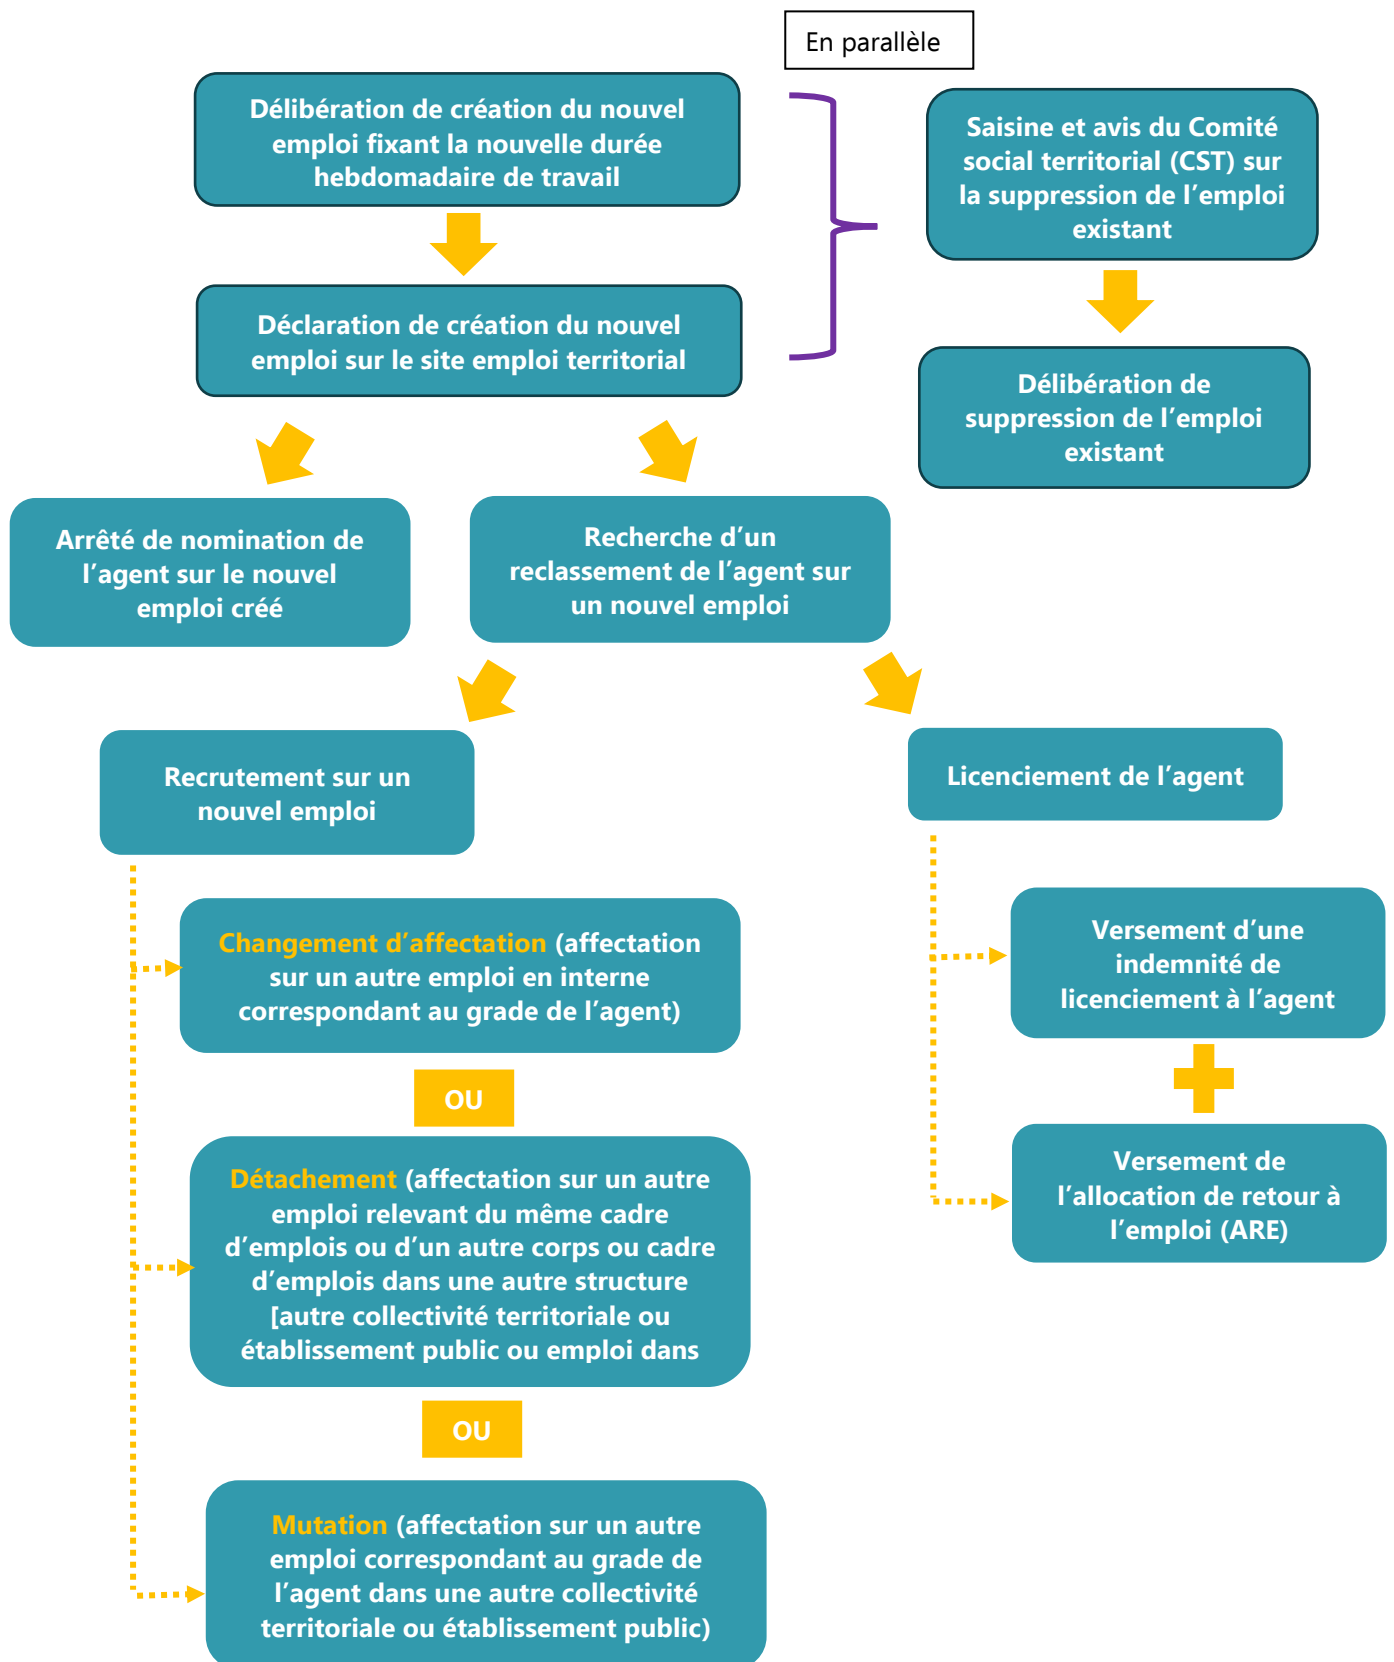 En parallèle
Délibération de création du nouvel
emploi fixant la nouvelle durée
hebdomadaire de travail
Saisine et avis du Comité
social territorial (CST) sur
la suppression de l’emploi
existant
Déclaration de création du nouvel
emploi sur le site emploi territorial
Délibération de
suppression de l’emploi
existant
Arrêté de nomination de
l’agent sur le nouvel
emploi créé
Recherche d’un
reclassement de l’agent sur
un nouvel emploi
Recrutement sur un
nouvel emploi
Licenciement de l’agent
Changement d’affectation (affectation
sur un autre emploi en interne
correspondant au grade de l’agent)
OU
Détachement (affectation sur un autre
emploi relevant du même cadre
d’emplois ou d’un autre corps ou cadre
d’emplois dans une autre structure
[autre collectivité territoriale ou
établissement public ou emploi dans
OU
Mutation (affectation sur un autre
emploi correspondant au grade de
l’agent dans une autre collectivité
territoriale ou établissement public)
Versement d’une
indemnité de
licenciement à l’agent
Versement de
l’allocation de retour à
l’emploi (ARE)